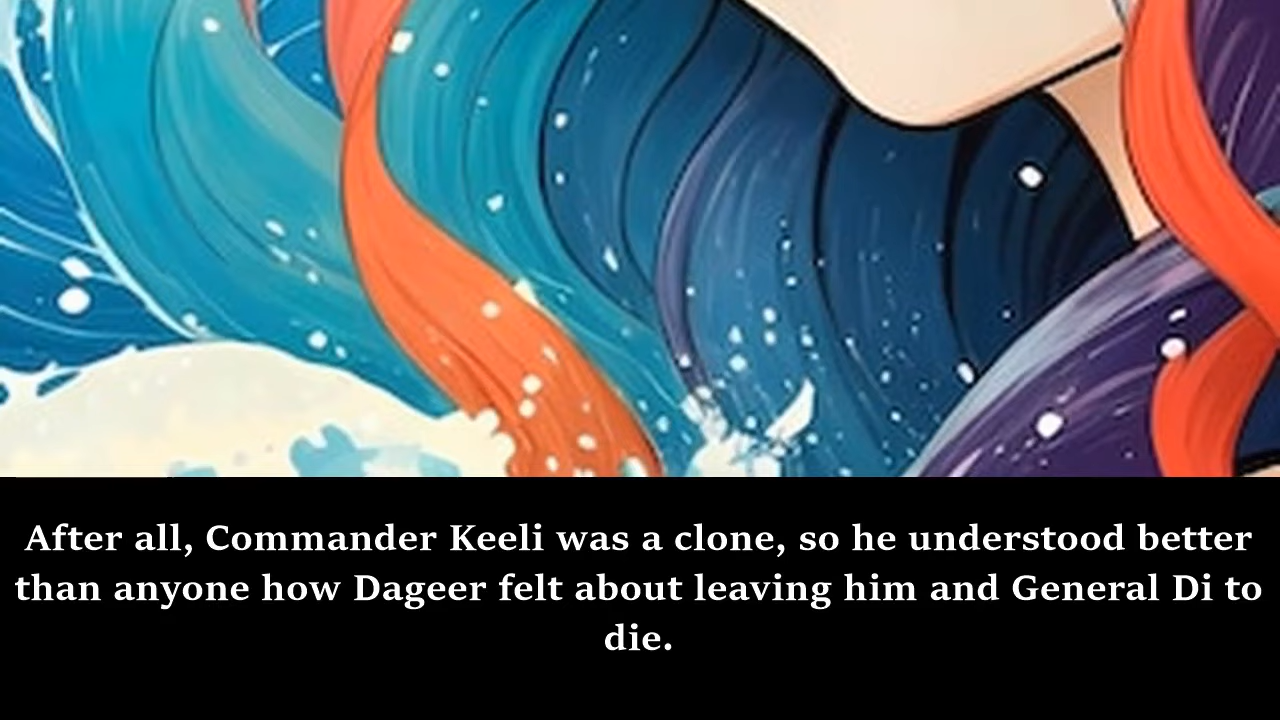 After all, Commander Keeli was a clone, so he understood better
than anyone how Dageer felt about leaving him and General Di to
die.